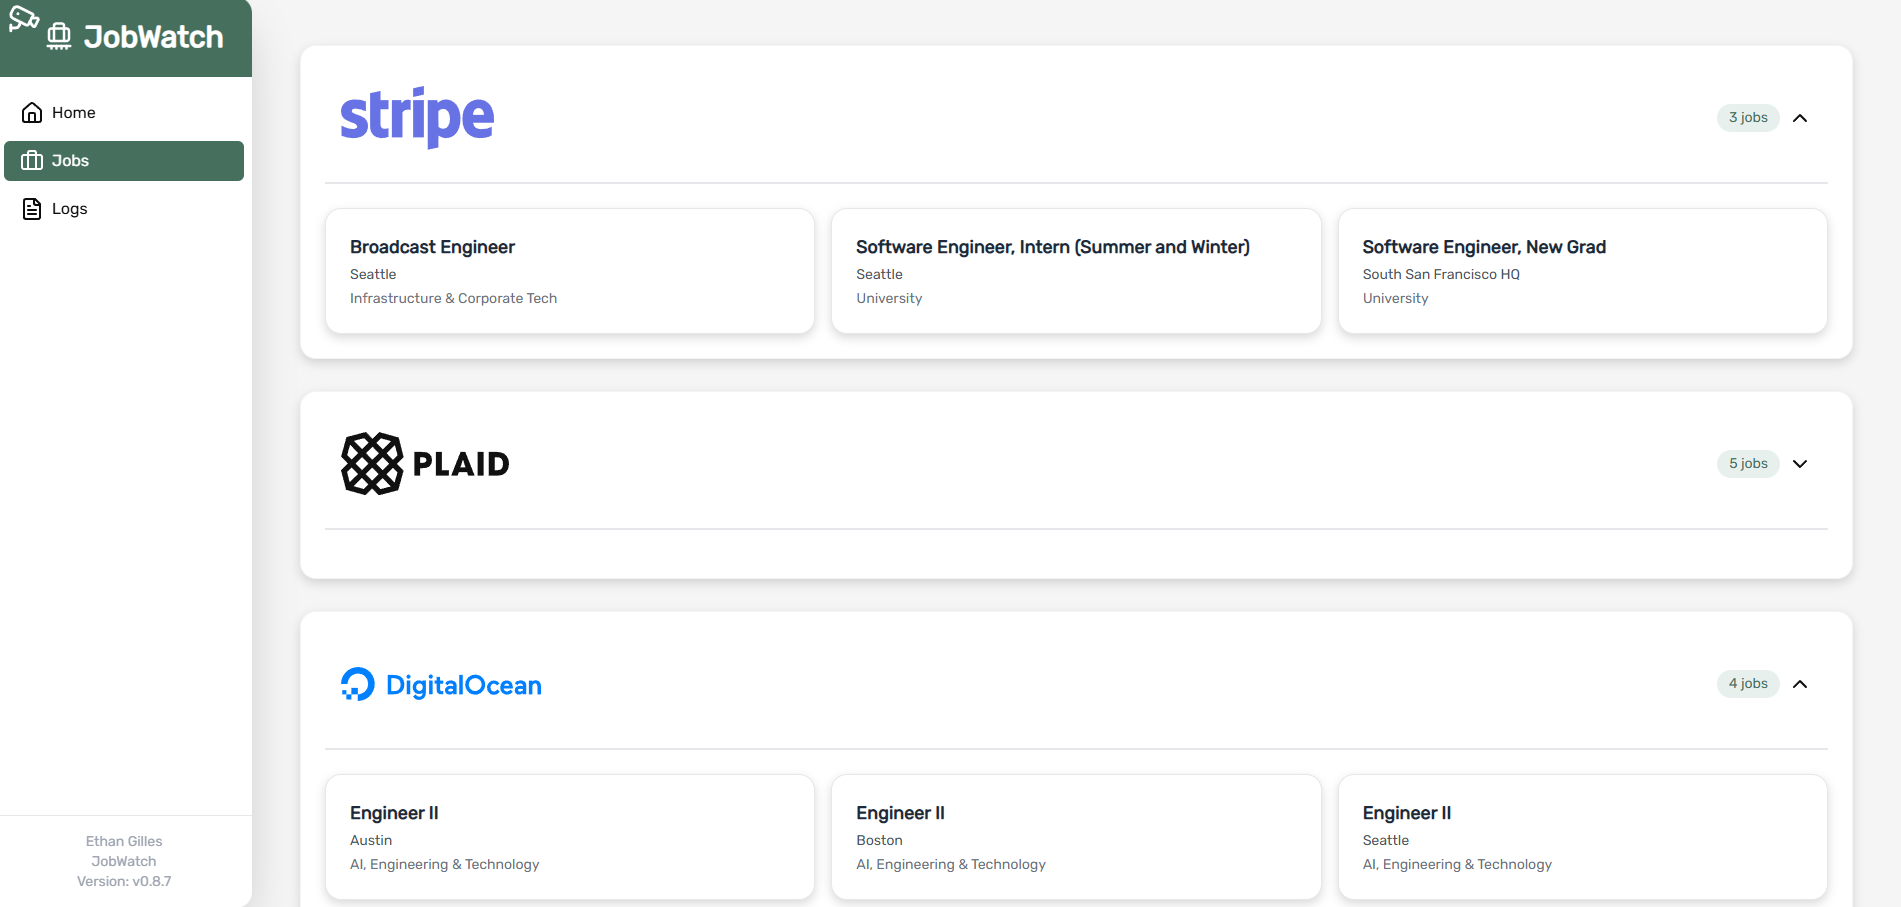 JobWatch
Home
Jobs
Logs
Ethan Gilles
JobWatch
Version: v0.8.7
stripe
3 jobs
Broadcast Engineer
Seattle
Infrastructure & Corporate Tech
Software Engineer, Intern (Summer and Winter)
Seattle
University
Software Engineer, New Grad
South San Francisco HQ
University
PLAID
5 jobs
DigitalOcean
4 jobs
Engineer II
Austin
AI, Engineering & Technology
Engineer II
Boston
AI, Engineering & Technology
Engineer II
Seattle
AI, Engineering & Technology